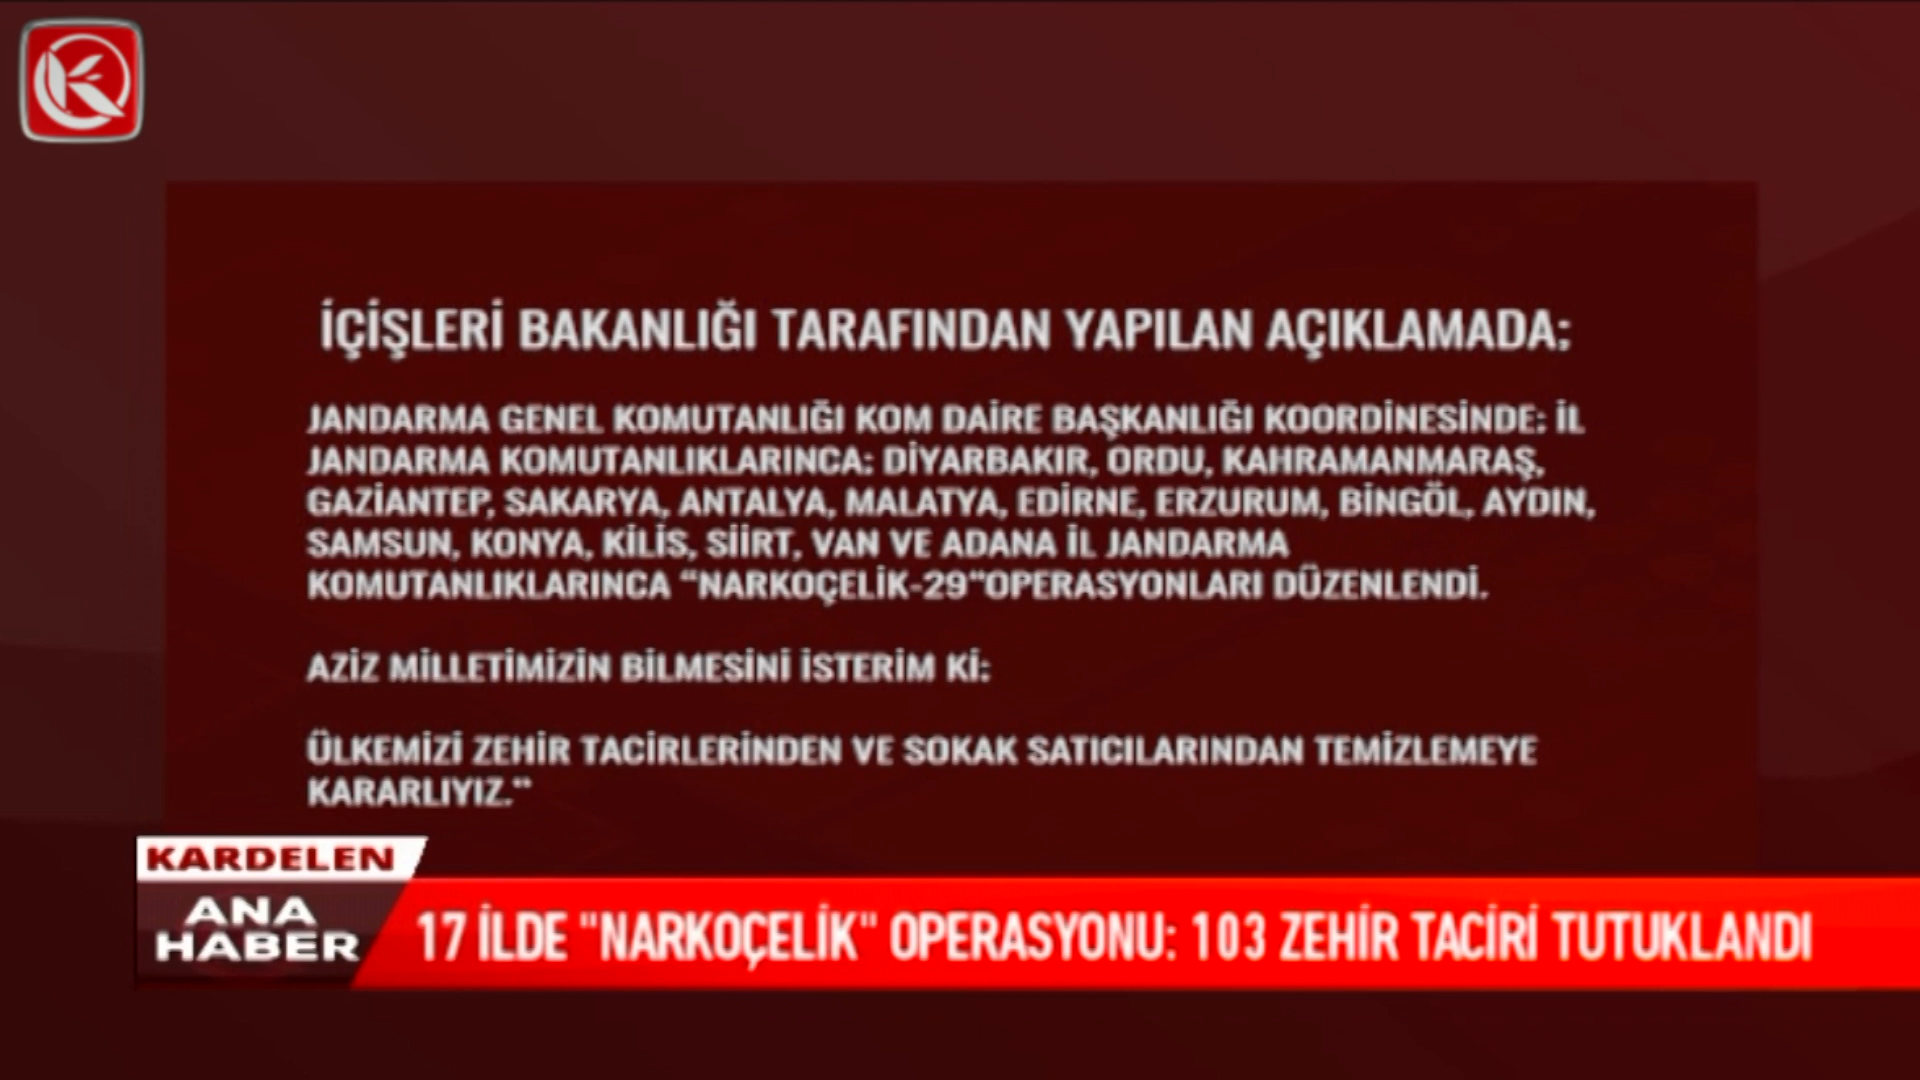 İÇİŞLERİ BAKANLIĞI TARAFINDAN YAPILAN AÇIKLAMADA;
JANDARMA GENEL KOMUTANLIĞI KOM DAİRE BAŞKANLIĞI KOORDİNESİNDE; İL
JANDARMA KOMUTANLIKLARINCA; DİYARBAKIR, ORDU, KAHRAMANMARAŞ,
GAZİANTEP, SAKARYA, ANTALYA, MALATYA, EDİRNE, ERZURUM, BİNGÖL, AYDIN,
SAMSUN, KONYA, KİLİS, SİİRT, VAN VE ADANA İL JANDARMA
KOMUTANLIKLARINCA “NARKOÇELİK-29“OPERASYONLARI DÜZENLENDİ.
AZİZ MİLLETİMİZİN BİLMESİNİ İSTERİM Kİ;
ÜLKEMİZİ ZEHİR TACİRLERİNDEN VE SOKAK SATICILARINDAN TEMİZLEMEYE
KARARLIYIZ.”
KARDELEN
ANA
HABER
17 İLDE "NARKOÇELİK" OPERASYONU: 103 ZEHİR TACİRİ TUTUKLANDI